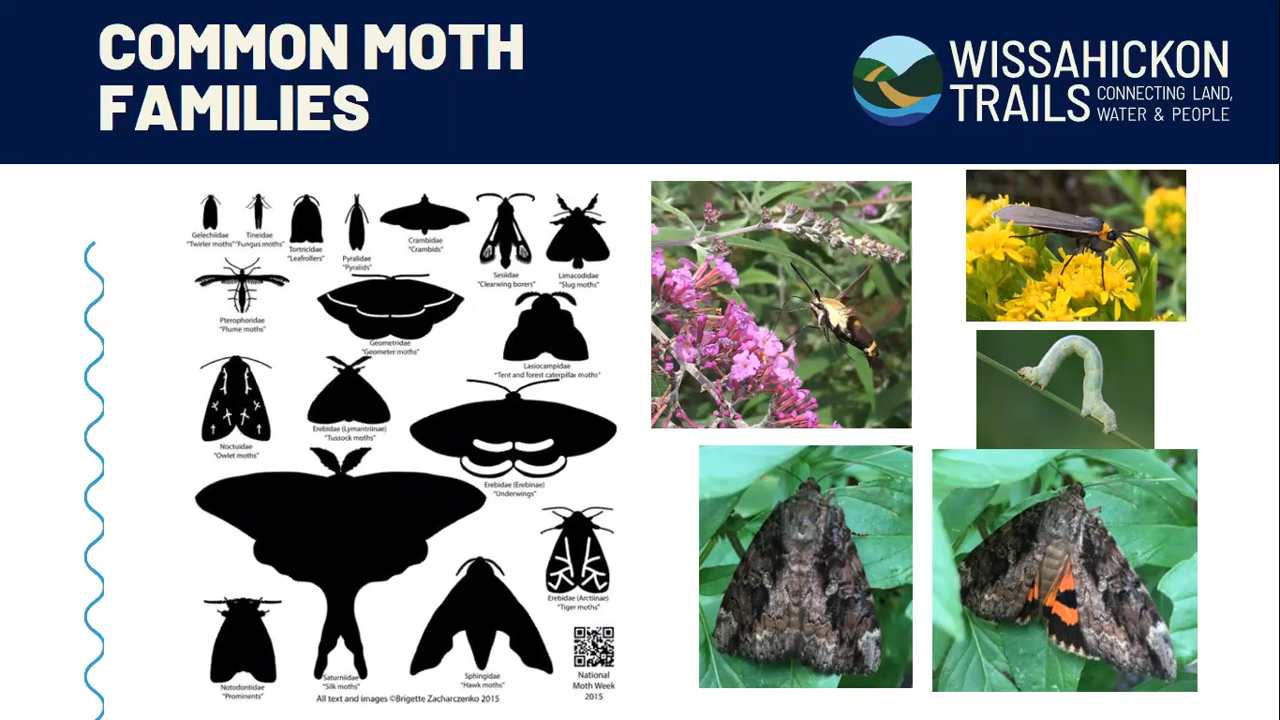 COMMON MOTH
FAMILIES
WISSAHICKON
TRAILS
CONNECTING LAND,
WATER & PEOPLE
Gelechiidae
"Twirler moths"
Tineidae
"Fungus moths"
Tortricidae
"Leafrollers"
Pyralidae
"Pyralids"
Crambidae
"Crambids"
Sesiidae
"Clearwing borers"
Limacodidae
"Slug moths"
Pterophoridae
"Plume moths"
Geometridae
"Geometer moths"
Lasiocampidae
"Tent and forest caterpillar moths"
Noctuidae
"Owlet moths"
Erebidae (Lymantriinae)
"Tussock moths"
Erebidae (Erebinae)
"Underwings"
Erebidae (Arctiinae)
"Tiger moths"
Notodontidae
"Prominents"
Saturniidae
"Silk moths"
Sphingidae
"Hawk moths"
National
Moth Week
2015
All text and images ©Brigette Zacharczenko 2015